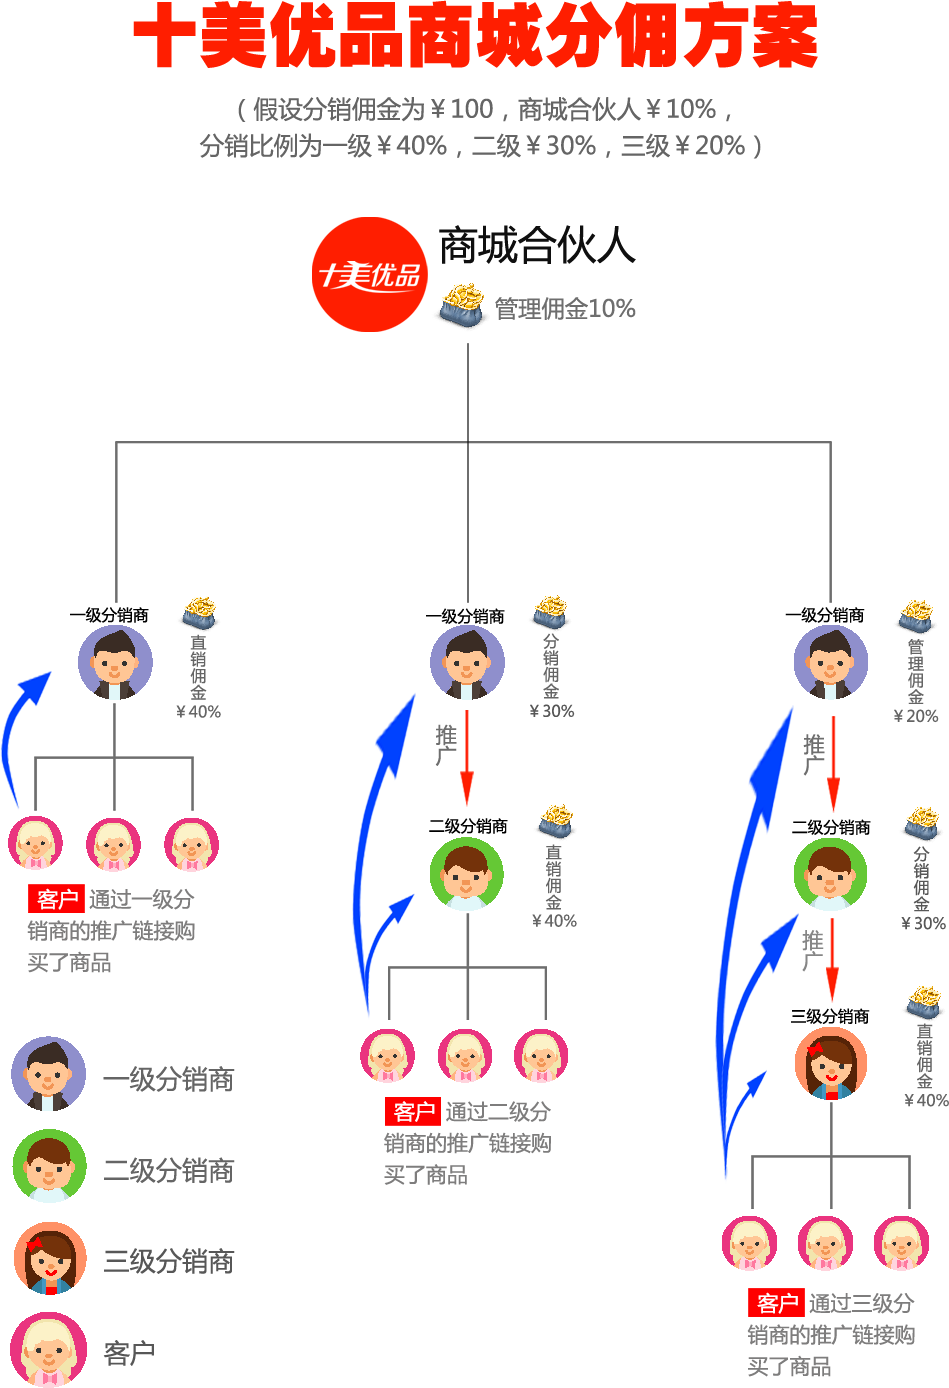 十美优品商城分佣方案
（假设分销佣金为￥100，商城合伙人￥10%，
分销比例为一级￥40%，二级￥30%，三级￥20%）
十美优品
商城合伙人
管理佣金10%
一级分销商
直销佣金
￥40%
客户 通过一级分
销商的推广链接购
买了商品
一级分销商
分销佣金
￥30%
推广
二级分销商
直销佣金
￥40%
客户 通过二级分
销商的推广链接购
买了商品
一级分销商
管理佣金
￥20%
推广
二级分销商
分销佣金
￥30%
推广
三级分销商
直销佣金
￥40%
客户 通过三级分
销商的推广链接购
买了商品
一级分销商
二级分销商
三级分销商
客户